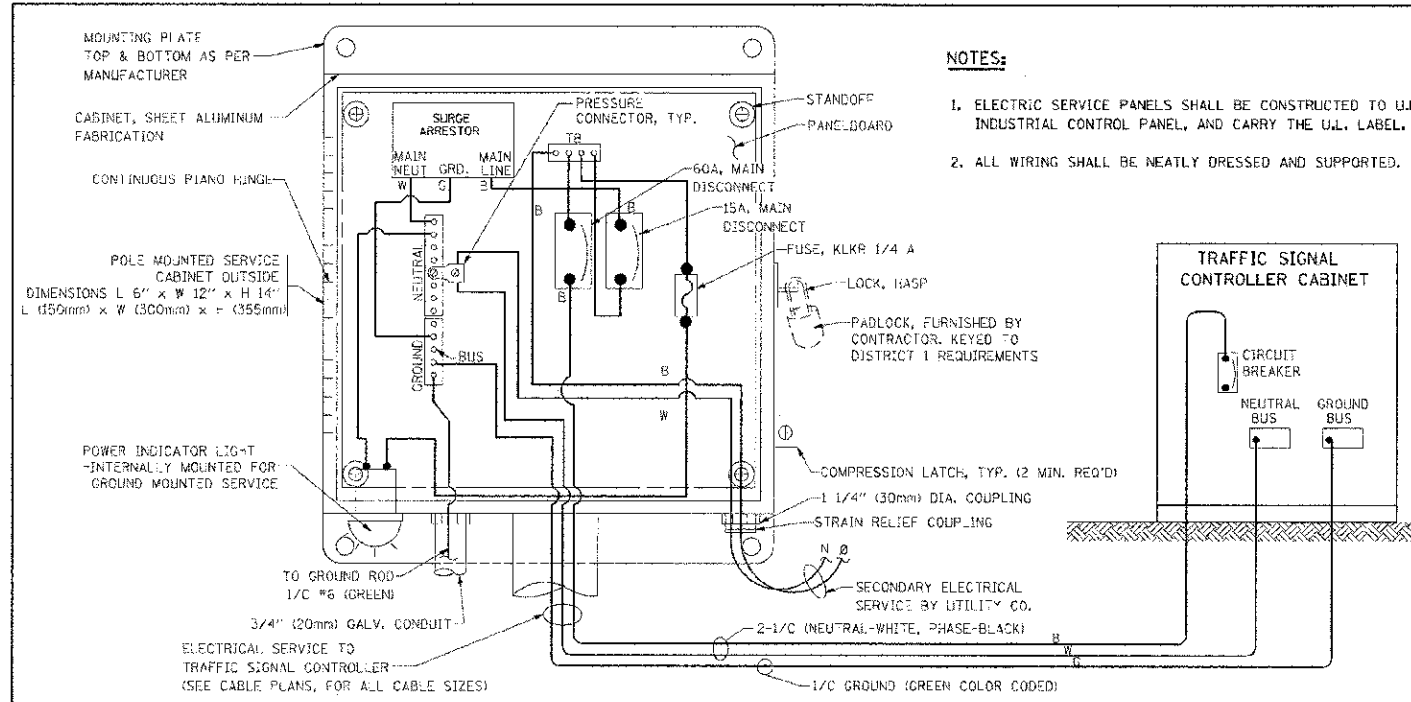 MOUNTING PLATE
TOP & BOTTOM AS PER
MANUFACTURER
CABINET, SHEET ALUMINUM
FABRICATION
CONTINUOUS PIANO HINGE
POLE MOUNTED SERVICE
CABINET OUTSIDE
DIMENSIONS L 6" x W 12" x H 14"
L (150mm) x W (300mm) x H (355mm)
POWER INDICATOR LIGHT
-INTERNALLY MOUNTED FOR
GROUND MOUNTED SERVICE
TO GROUND ROD
1/C #6 (GREEN)
3/4" (20mm) GALV. CONDUIT
ELECTRICAL SERVICE TO
TRAFFIC SIGNAL CONTROLLER
(SEE CABLE PLANS, FOR ALL CABLE SIZES)
SURGE
ARRESTOR
MAIN
NEUT
GRD.
MAIN
LINE
W
G
B
PRESSURE
CONNECTOR, TYP.
TB
STANDOFF
PANELBOARD
60A, MAIN
DISCONNECT
15A, MAIN
DISCONNECT
B
B
B
FUSE, KLKR 1/4 A
NEUTRAL
GROUND
BUS
B
W
LOCK, HASP
PADLOCK, FURNISHED BY
CONTRACTOR. KEYED TO
DISTRICT 1 REQUIREMENTS
COMPRESSION LATCH, TYP. (2 MIN. REQ'D)
1 1/4" (30mm) DIA. COUPLING
STRAIN RELIEF COUPLING
N Ø
SECONDARY ELECTRICAL
SERVICE BY UTILITY CO.
2-1/C (NEUTRAL-WHITE, PHASE-BLACK)
B
W
G
1/C GROUND (GREEN COLOR CODED)
NOTES:
1. ELECTRIC SERVICE PANELS SHALL BE CONSTRUCTED TO U.L
INDUSTRIAL CONTROL PANEL, AND CARRY THE U.L. LABEL.
2. ALL WIRING SHALL BE NEATLY DRESSED AND SUPPORTED.
TRAFFIC SIGNAL
CONTROLLER CABINET
CIRCUIT
BREAKER
NEUTRAL
BUS
GROUND
BUS